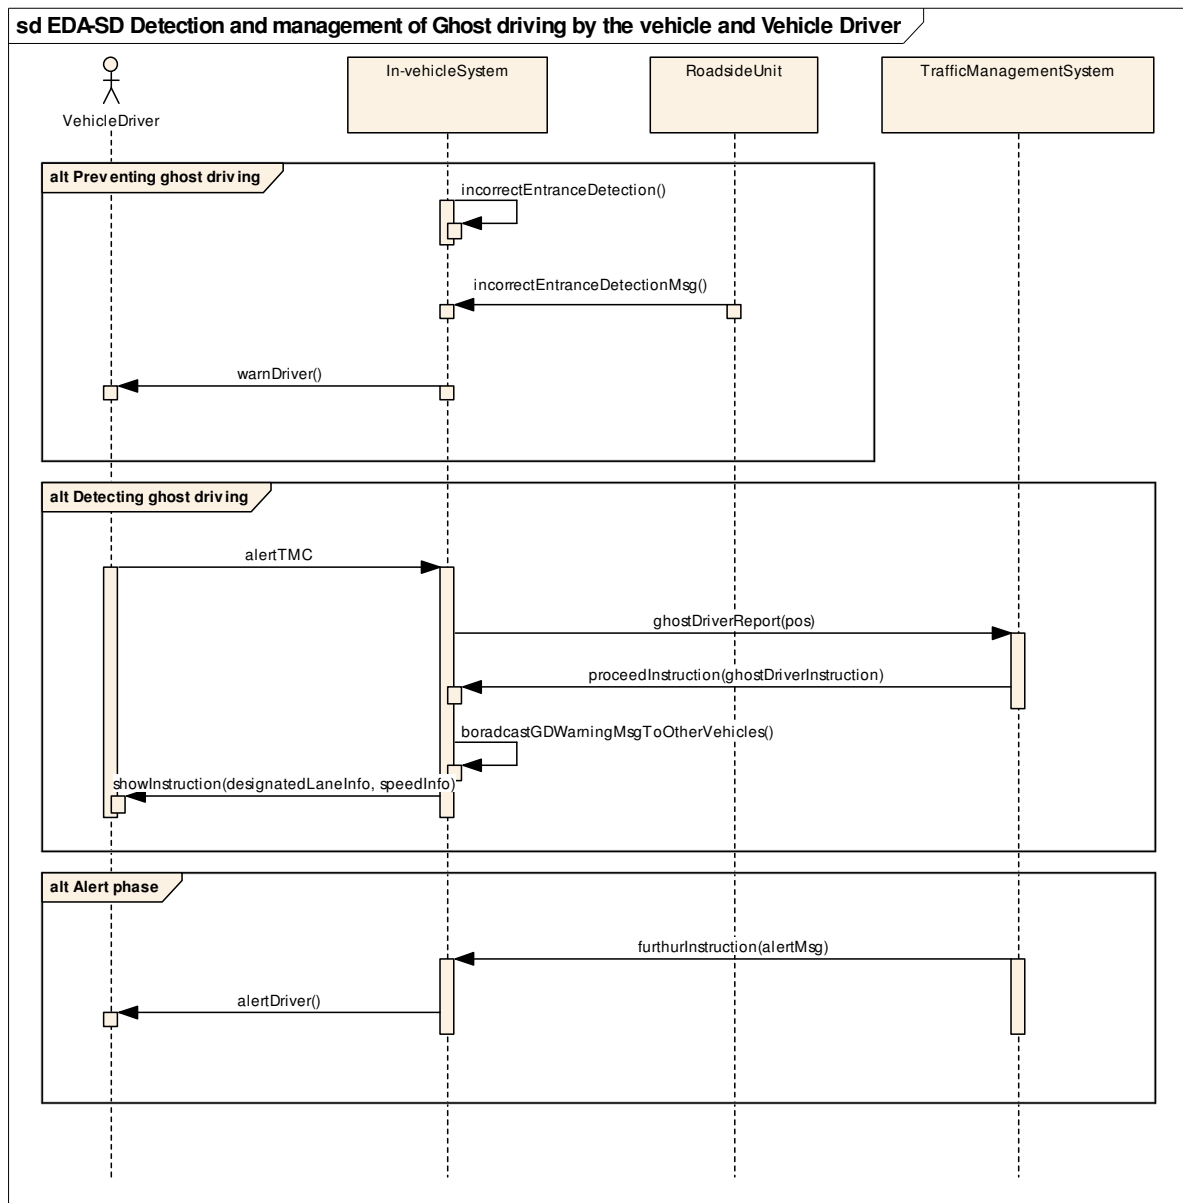 sd EDA-SD Detection and management of Ghost driving by the vehicle and Vehicle Driver
VehicleDriver
In-vehicleSystem
RoadsideUnit
TrafficManagementSystem
alt Preventing ghost driving
incorrectEntranceDetection()
incorrectEntranceDetectionMsg()
warnDriver()
alt Detecting ghost driving
alertTMC
ghostDriverReport(pos)
proceedInstruction(ghostDriverInstruction)
boradcastGDWarningMsgToOtherVehicles()
showInstruction(designatedLaneInfo, speedInfo)
alt Alert phase
furthurInstruction(alertMsg)
alertDriver()